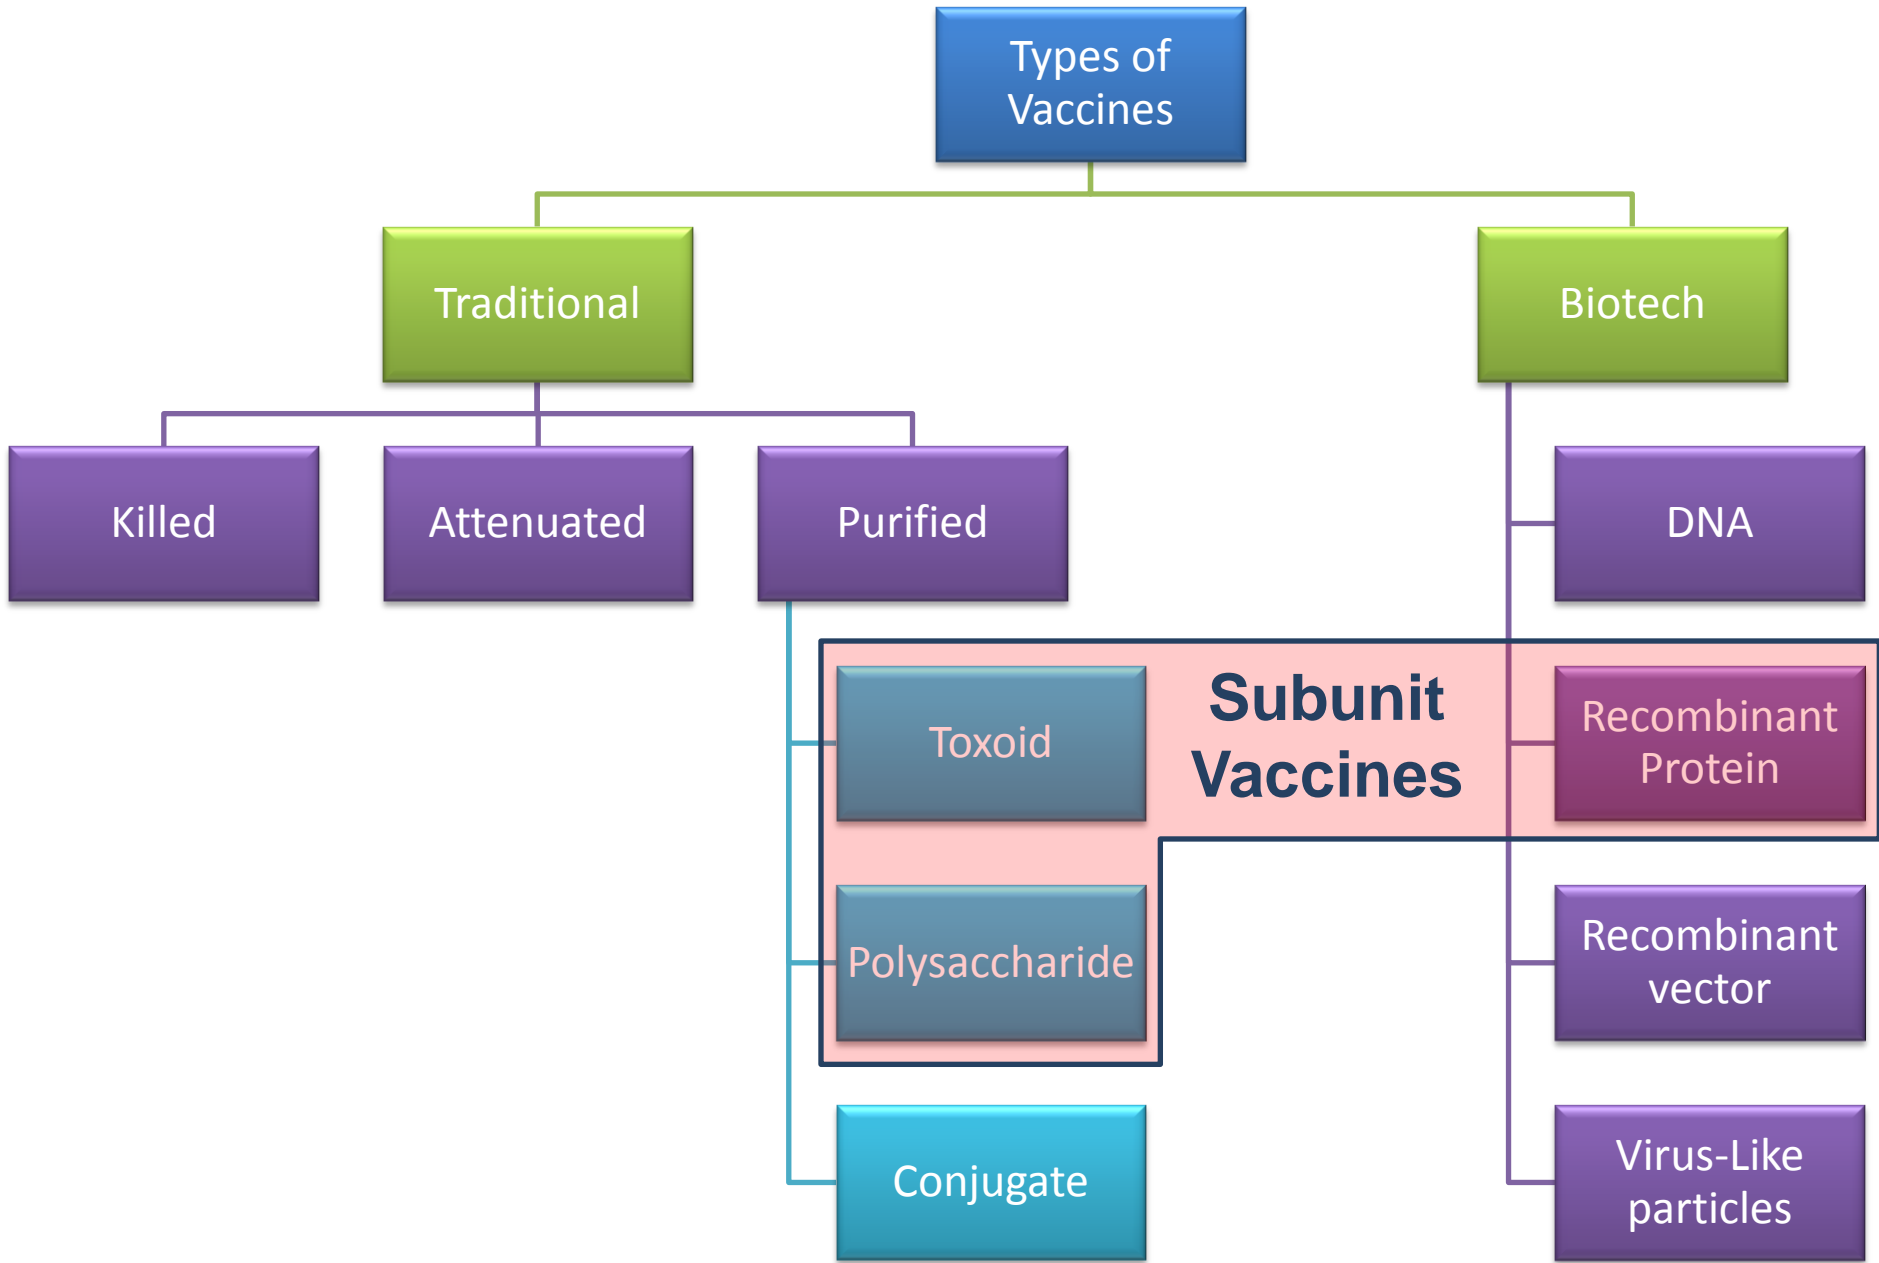 Types of
Vaccines
Traditional
Biotech
Killed
Attenuated
Purified
DNA
Toxoid
Subunit
Vaccines
Recombinant
Protein
Polysaccharide
Recombinant
vector
Conjugate
Virus-Like
particles